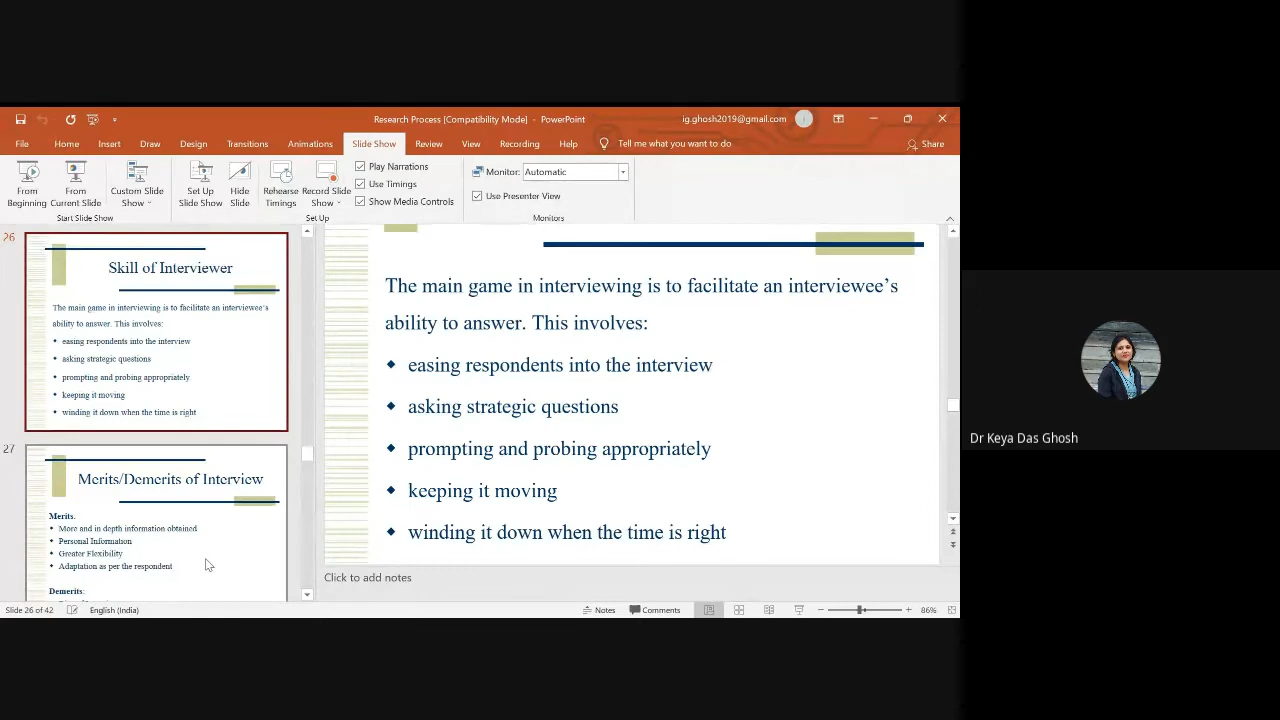 Research Process [Compatibility Mode] - PowerPoint
ig.ghosh2019@gmail.com
File Home Insert Draw Design Transitions Animations Slide Show Review View Recording Help Tell me what you want to do
Share
From Beginning
From Current Slide
Custom Slide Show
Start Slide Show
Set Up Slide Show
Hide Slide
Rehearse Timings
Record Slide Show
Play Narrations
Use Timings
Show Media Controls
Set Up
Monitor: Automatic
Use Presenter View
Monitors
26
Skill of Interviewer
The main game in interviewing is to facilitate an interviewee's
ability to answer. This involves:
easing respondents into the interview
asking strategic questions
prompting and probing appropriately
keeping it moving
winding it down when the time is right
27
Merits/Demerits of Interview
Merits:
More and in depth information obtained
Personal Information
Greater Flexibility
Adaptation as per the respondent
Demerits:
The main game in interviewing is to facilitate an interviewee's
ability to answer. This involves:
easing respondents into the interview
asking strategic questions
prompting and probing appropriately
keeping it moving
winding it down when the time is right
Click to add notes
Slide 26 of 42
English (India)
Notes
Comments
86%
Dr Keya Das Ghosh